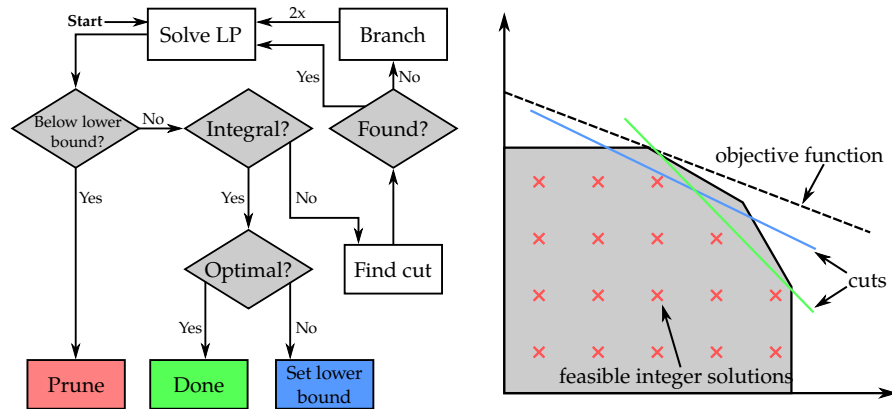 Start
Solve LP
2x
Branch
Yes
No
Below lower
bound?
No
Integral?
Found?
Yes
Yes
No
Optimal?
Find cut
Yes
No
Prune
Done
Set lower
bound
objective function
cuts
feasible integer solutions